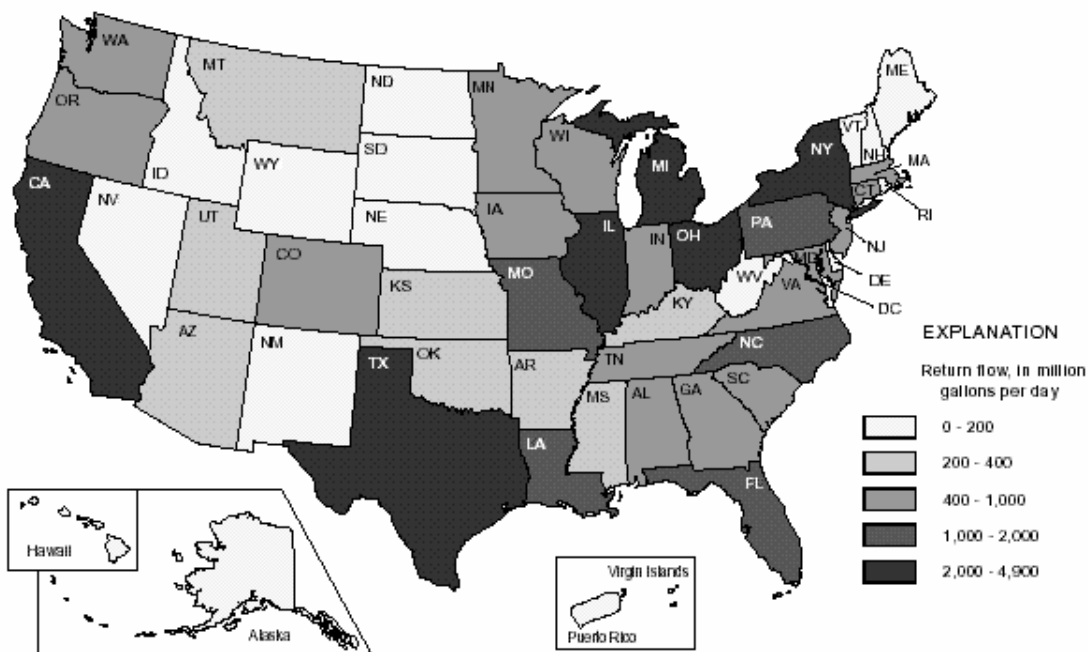 WA
MT
ND
MN
ME
OR
ID
WY
SD
WI
MI
NY
VT
NH
MA
CT
RI
CA
NV
UT
NE
IA
IL
IN
OH
PA
NJ
CO
KS
MO
KY
WV
VA
MD
DE
DC
AZ
NM
TX
OK
AR
TN
NC
SC
MS
AL
GA
LA
FL
EXPLANATION
Return flow, in million
gallons per day
0 - 200
200 - 400
400 - 1,000
1,000 - 2,000
2,000 - 4,900
Hawaii
Alaska
Virgin Islands
Puerto Rico